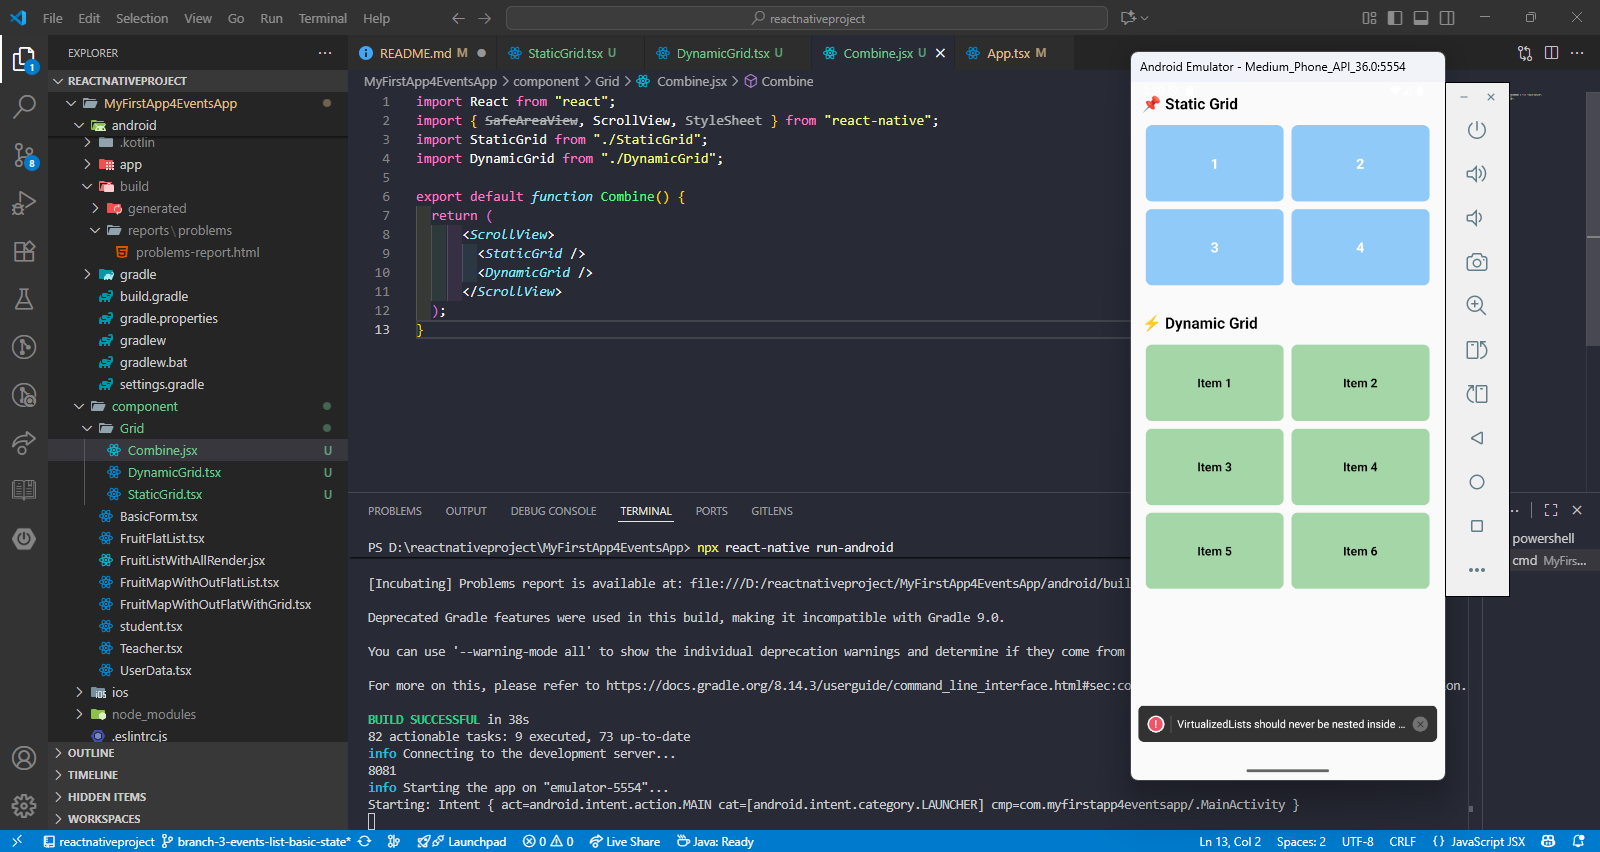 File Edit Selection View Go Run Terminal Help
reactnativeproject
EXPLORER
REACTNATIVEPROJECT
MyFirstApp4EventsApp
android
.kotlin
app
build
generated
reports\problems
problems-report.html
gradle
build.gradle
gradle.properties
gradlew
gradlew.bat
settings.gradle
component
Grid
Combine.jsx U
DynamicGrid.tsx U
StaticGrid.tsx U
BasicForm.tsx
FruitFlatList.tsx
FruitListWithAllRender.jsx
FruitMapWithOutFlatList.tsx
FruitMapWithOutFlatWithGrid.tsx
student.tsx
Teacher.tsx
UserData.tsx
ios
node_modules
.eslintrc.js
OUTLINE
TIMELINE
HIDDEN ITEMS
WORKSPACES
1
8
README.md M
StaticGrid.tsx U
DynamicGrid.tsx U
Combine.jsx U
App.tsx M
MyFirstApp4EventsApp > component > Grid > Combine.jsx > Combine
1 import React from "react";
2 import { SafeAreaView, ScrollView, StyleSheet } from "react-native";
3 import StaticGrid from "./StaticGrid";
4 import DynamicGrid from "./DynamicGrid";
5
6 export default function Combine() {
7 return (
8 <ScrollView>
9 <StaticGrid />
10 <DynamicGrid />
11 </ScrollView>
12 );
13 }
PROBLEMS OUTPUT DEBUG CONSOLE TERMINAL PORTS GITLENS
PS D:\reactnativeproject\MyFirstApp4EventsApp> npx react-native run-android
[Incubating] Problems report is available at: file:///D:/reactnativeproject/MyFirstApp4EventsApp/android/buil
Deprecated Gradle features were used in this build, making it incompatible with Gradle 9.0.
You can use '--warning-mode all' to show the individual deprecation warnings and determine if they come from
For more on this, please refer to https://docs.gradle.org/8.14.3/userguide/command_line_interface.html#sec:co on.
BUILD SUCCESSFUL in 38s
82 actionable tasks: 9 executed, 73 up-to-date
info Connecting to the development server...
8081
info Starting the app on "emulator-5554"...
Starting: Intent { act=android.intent.action.MAIN cat=[android.intent.category.LAUNCHER] cmp=com.myfirstapp4eventsapp/.MainActivity }
powershell
cmd MyFirs...
Android Emulator - Medium_Phone_API_36.0:5554
📌 Static Grid
1 2
3 4
⚡ Dynamic Grid
Item 1 Item 2
Item 3 Item 4
Item 5 Item 6
VirtualizedLists should never be nested inside ...
reactnativeproject branch-3-events-list-basic-state* Launchpad 0 0 Live Share Java: Ready
Ln 13, Col 2 Spaces: 2 UTF-8 CRLF {} JavaScript JSX